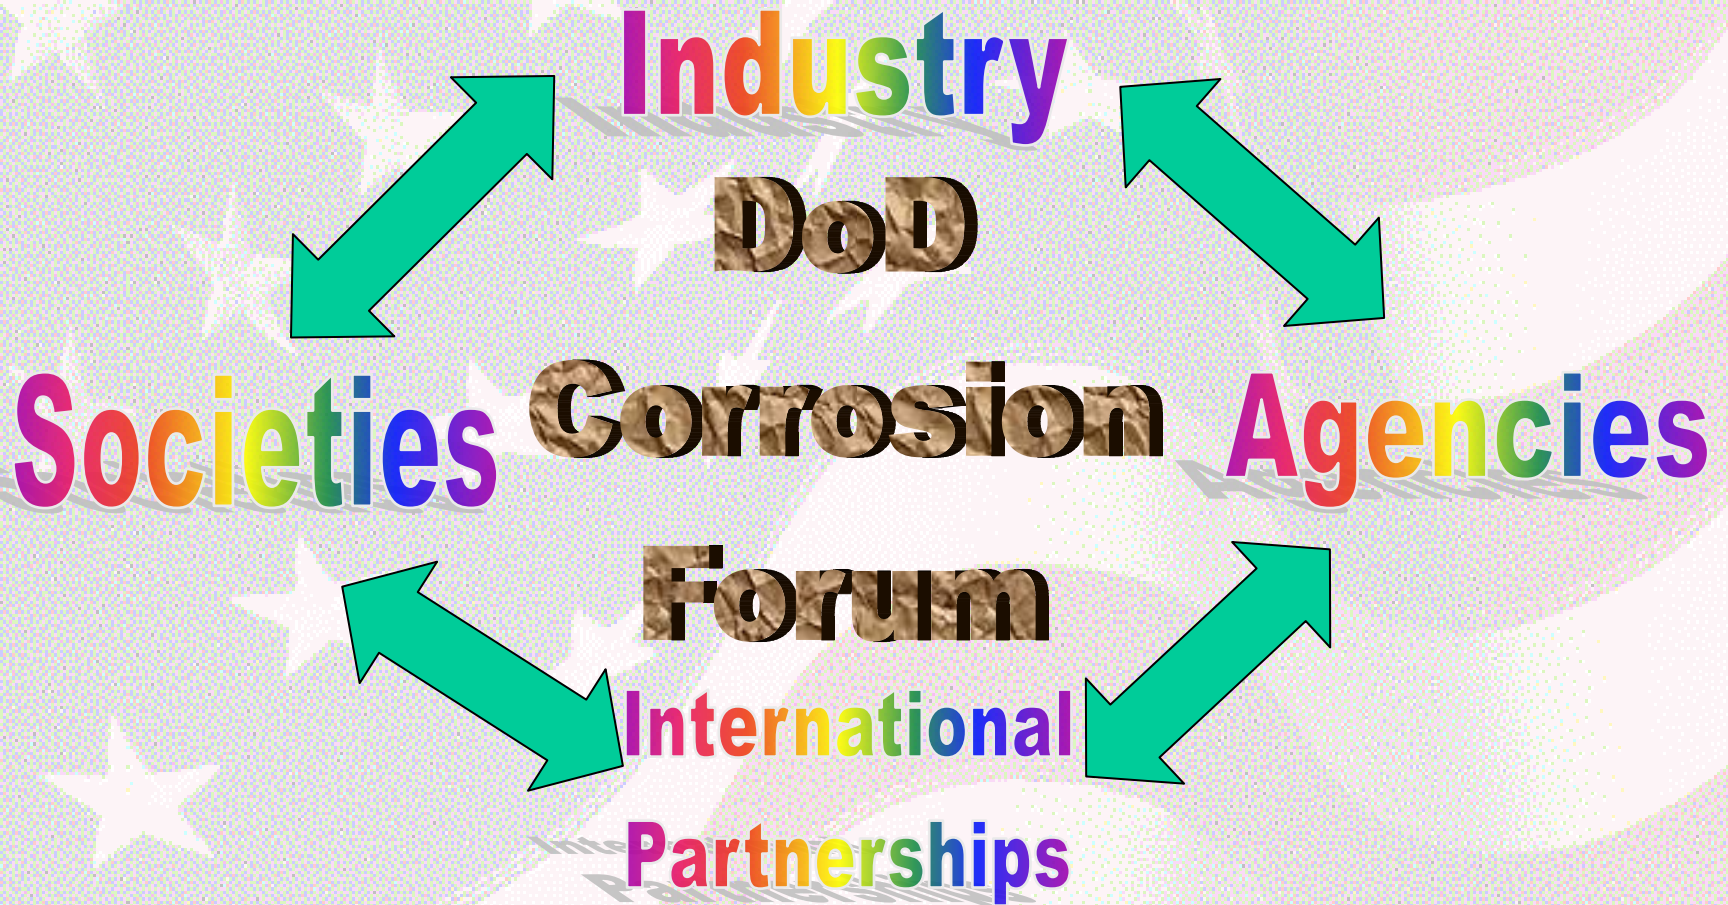 Industry
DoD
Societies
Corrosion
Agencies
Forum
International
Partnerships